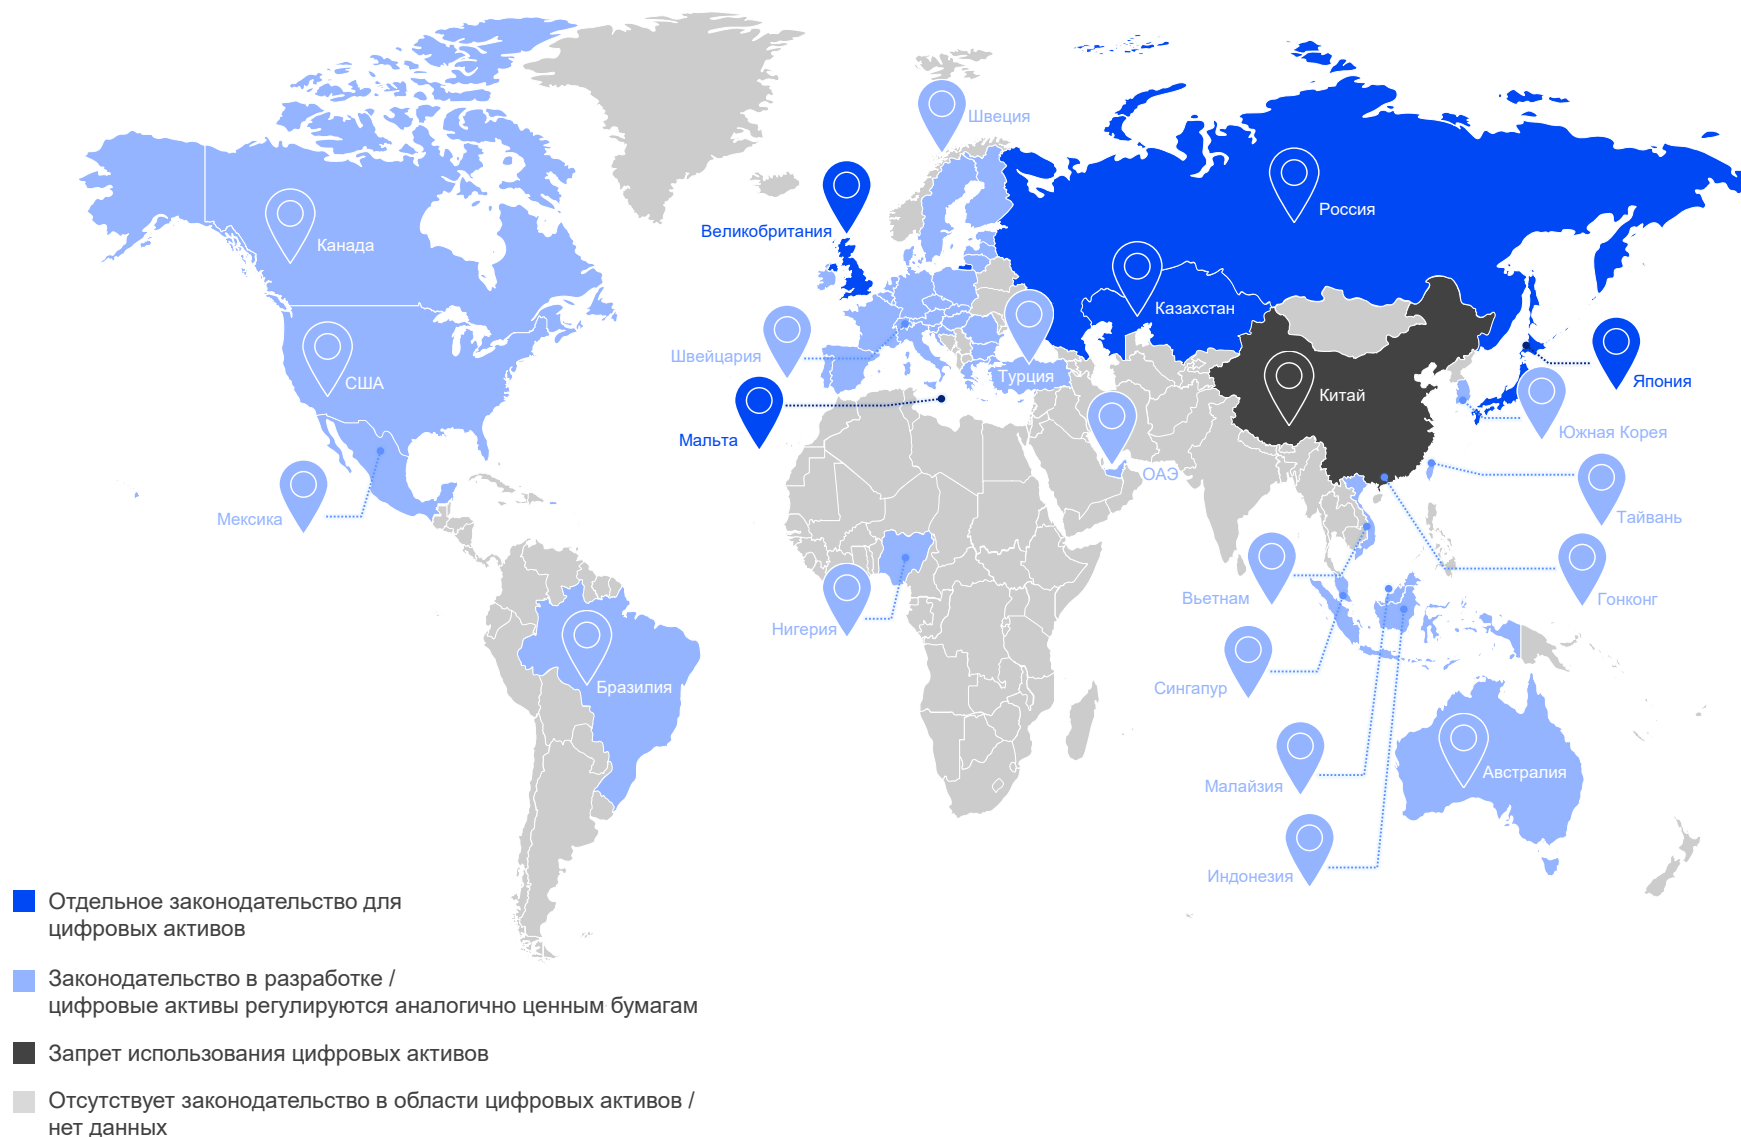 Швеция
Великобритания
Россия
Канада
Казахстан
Швейцария
Турция
США
Китай
Япония
Мальта
Южная Корея
ОАЭ
Мексика
Тайвань
Вьетнам
Гонконг
Нигерия
Бразилия
Сингапур
Австралия
Малайзия
Индонезия
Отдельное законодательство для
цифровых активов
Законодательство в разработке /
цифровые активы регулируются аналогично ценным бумагам
Запрет использования цифровых активов
Отсутствует законодательство в области цифровых активов /
нет данных